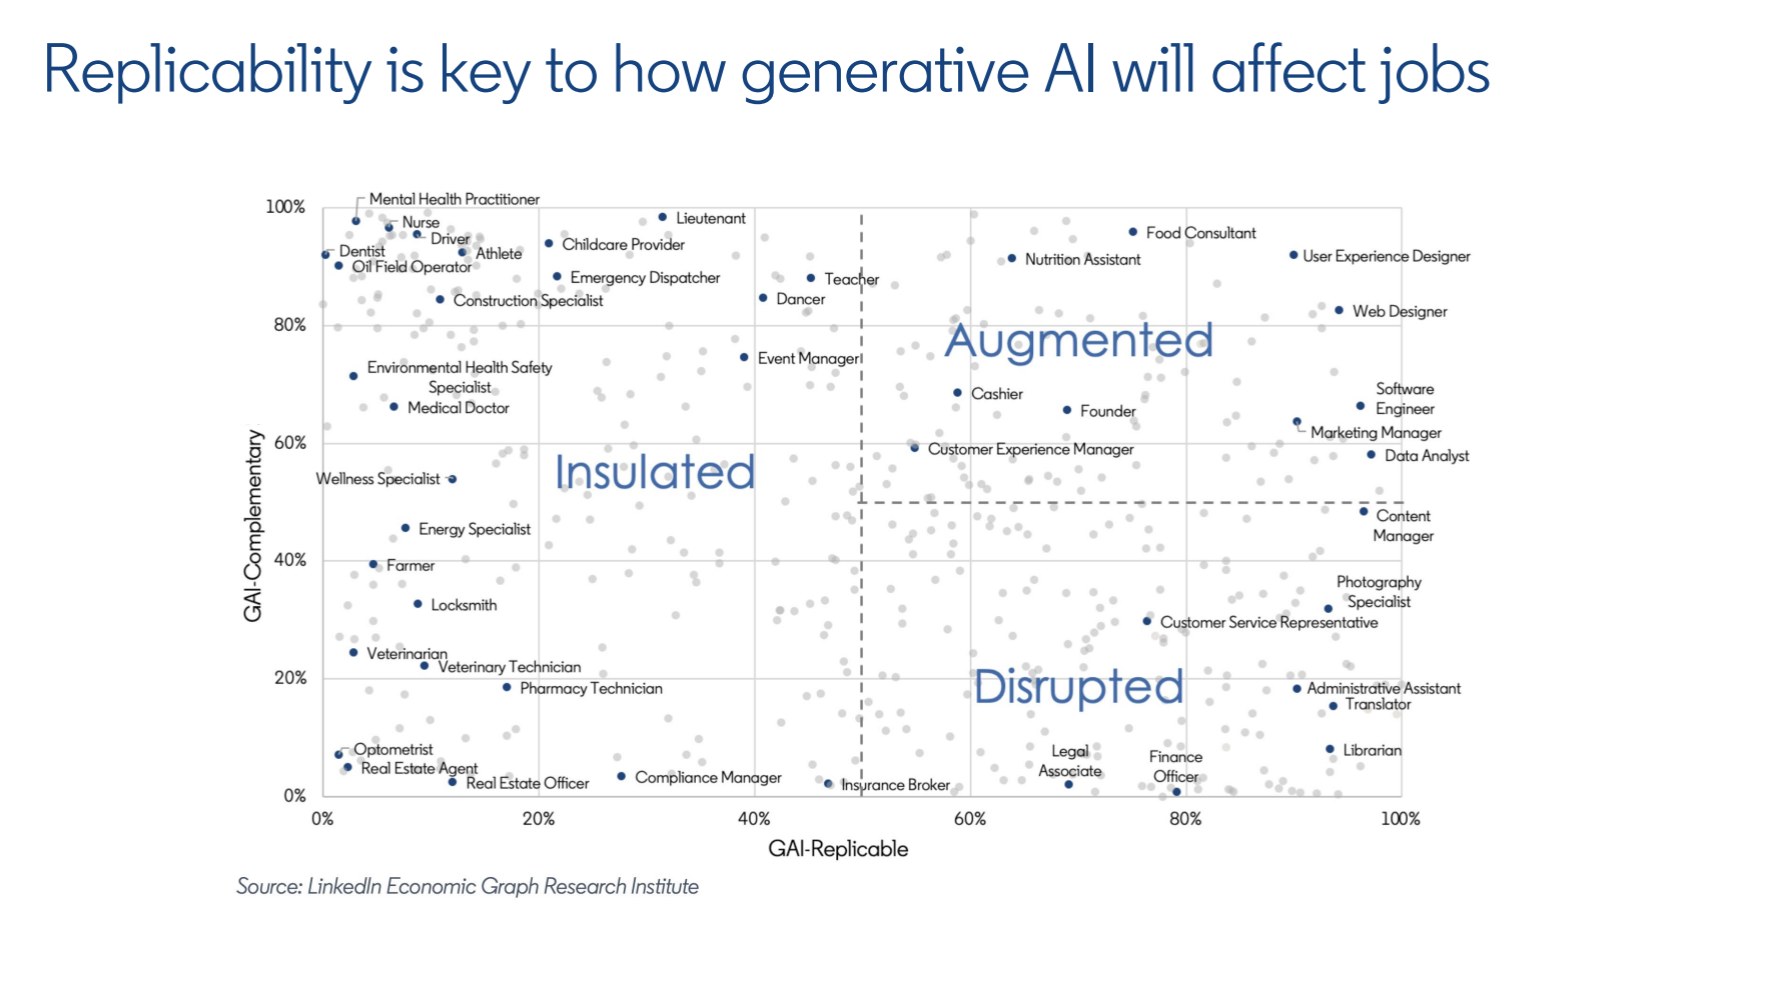 Replicability is key to how generative AI will affect jobs
100%
Mental Health Practitioner
Nurse
Lieutenant
Driver
Childcare Provider
Food Consultant
Dentist
Athlete
Nutrition Assistant
User Experience Designer
Oil Field Operator
Emergency Dispatcher
Teacher
Construction Specialist
Dancer
Web Designer
80%
Augmented
Event Manager
Environmental Health Safety
Specialist
Medical Doctor
Cashier
Founder
Software
Engineer
Marketing Manager
60%
Customer Experience Manager
Data Analyst
Insulated
Wellness Specialist
GAI-Complementary
Content
Manager
Energy Specialist
40%
Farmer
Locksmith
Photography
Specialist
Customer Service Representative
Veterinarian
Veterinary Technician
20%
Pharmacy Technician
Disrupted
Administrative Assistant
Translator
Optometrist
Real Estate Agent
Real Estate Officer
Compliance Manager
Insurance Broker
Legal
Associate
Finance
Officer
Librarian
0%
0%
20%
40%
60%
80%
100%
GAI-Replicable
Source: LinkedIn Economic Graph Research Institute